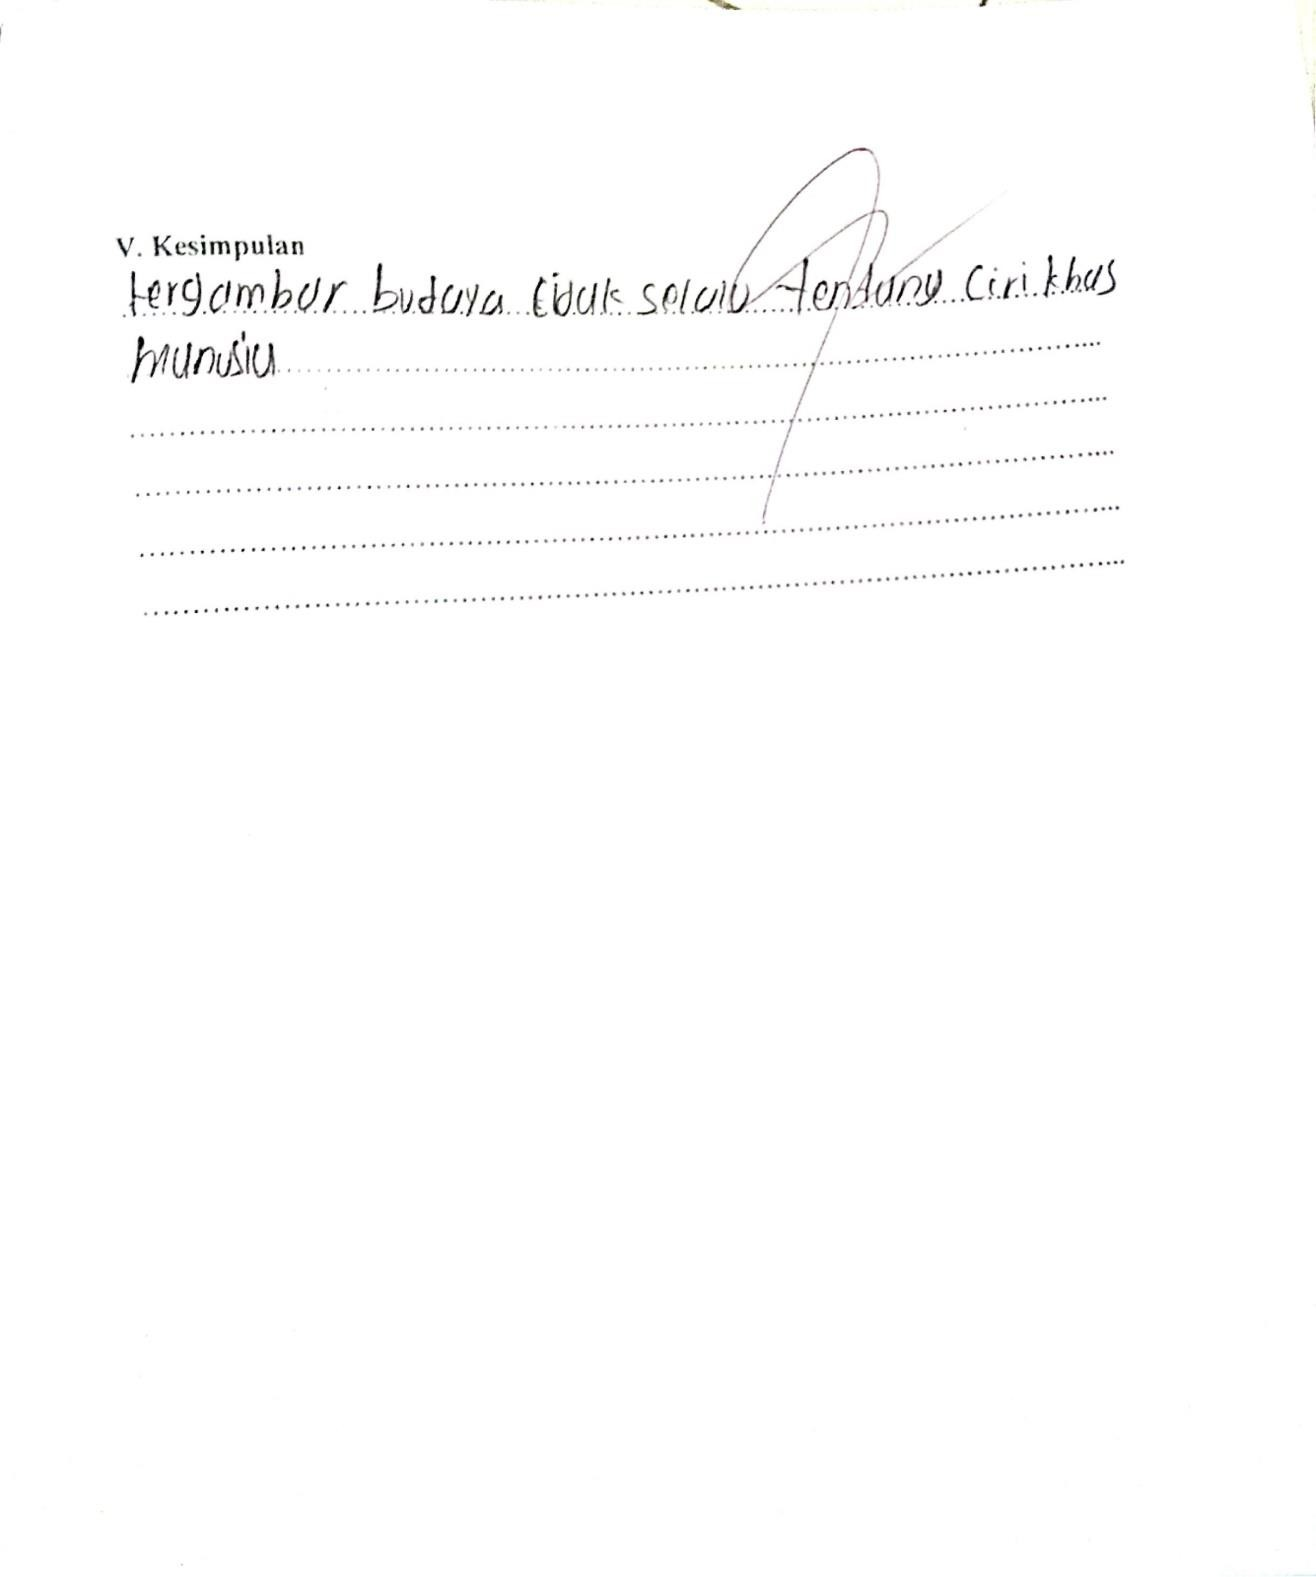 V. Kesimpulan
tergambar budaya tidak selalu tentang Ciri khas
manusia